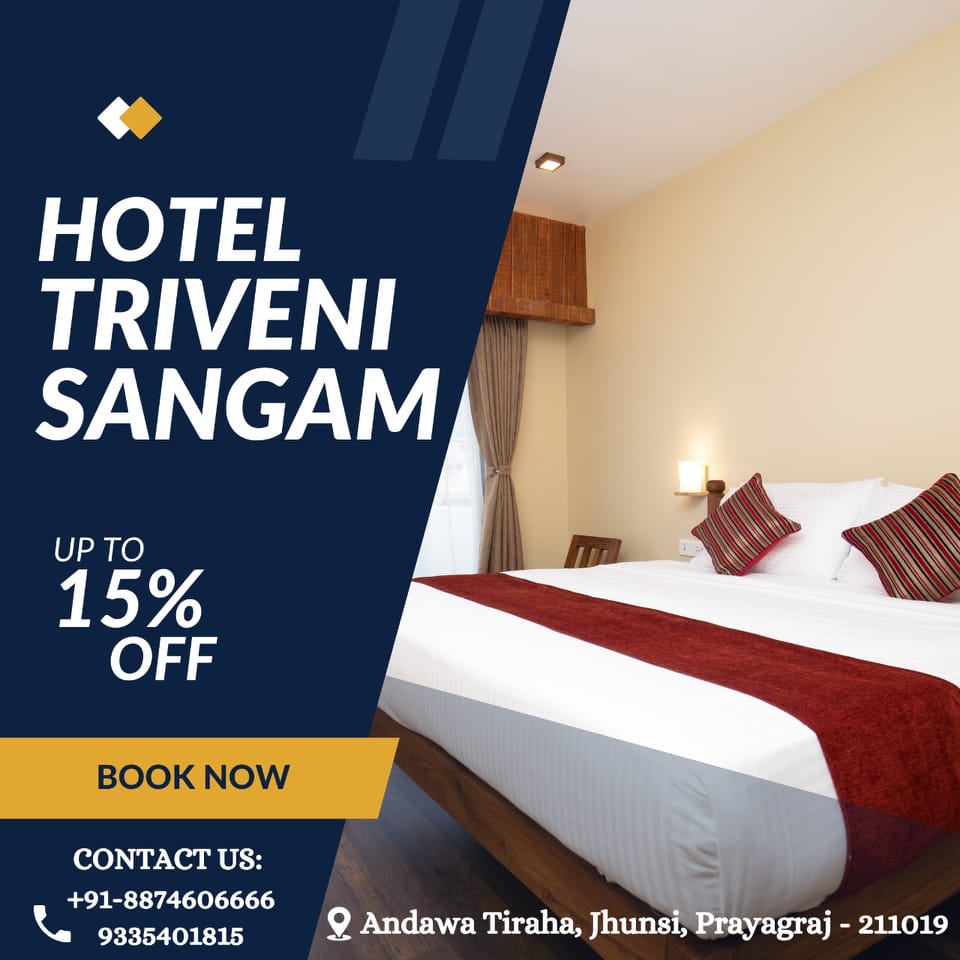 HOTEL
TRIVENI
SANGAM
UP TO
15%
OFF
BOOK NOW
CONTACT US:
+91-8874606666
9335401815
Andawa Tiraha, Jhunsi, Prayagraj - 211019